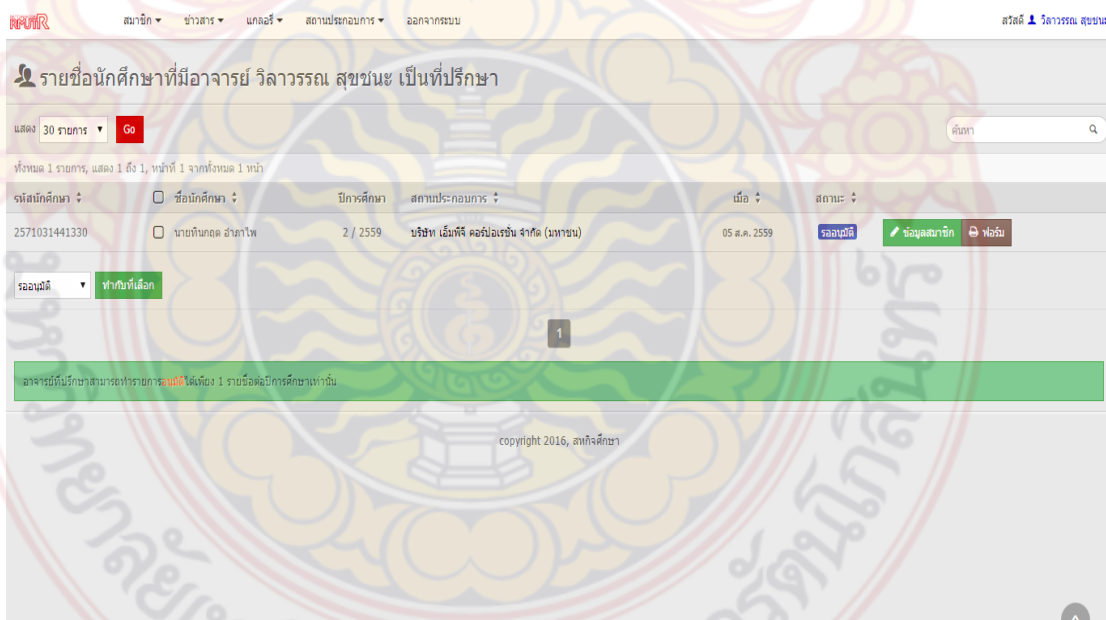 RMUTR สมาชิก ข่าวสาร แกลอรี่ สถานประกอบการ ออกจากระบบ สวัสดี วิลาวรรณ สุขชนะ
รายชื่อนักศึกษาที่มีอาจารย์ วิลาวรรณ สุขชนะ เป็นที่ปรึกษา
แสดง 30 รายการ Go ค้นหา
ทั้งหมด 1 รายการ, แสดง 1 ถึง 1, หน้าที่ 1 จากทั้งหมด 1 หน้า
รหัสนักศึกษา ชื่อนักศึกษา ปีการศึกษา สถานประกอบการ เมื่อ สถานะ
2571031441330 นายทินกฤต อำภาไพ 2 / 2559 บริษัท เอ็มพีจี คอร์ปอเรชั่น จำกัด (มหาชน) 05 ส.ค. 2559 รออนุมัติ ข้อมูลสมาชิก ฟอร์ม
รออนุมัติ ทำกับที่เลือก
1
อาจารย์ที่ปรึกษาสามารถทำรายการอนุมัติได้เพียง 1 รายชื่อต่อปีการศึกษาเท่านั้น
copyright 2016, สหกิจศึกษา